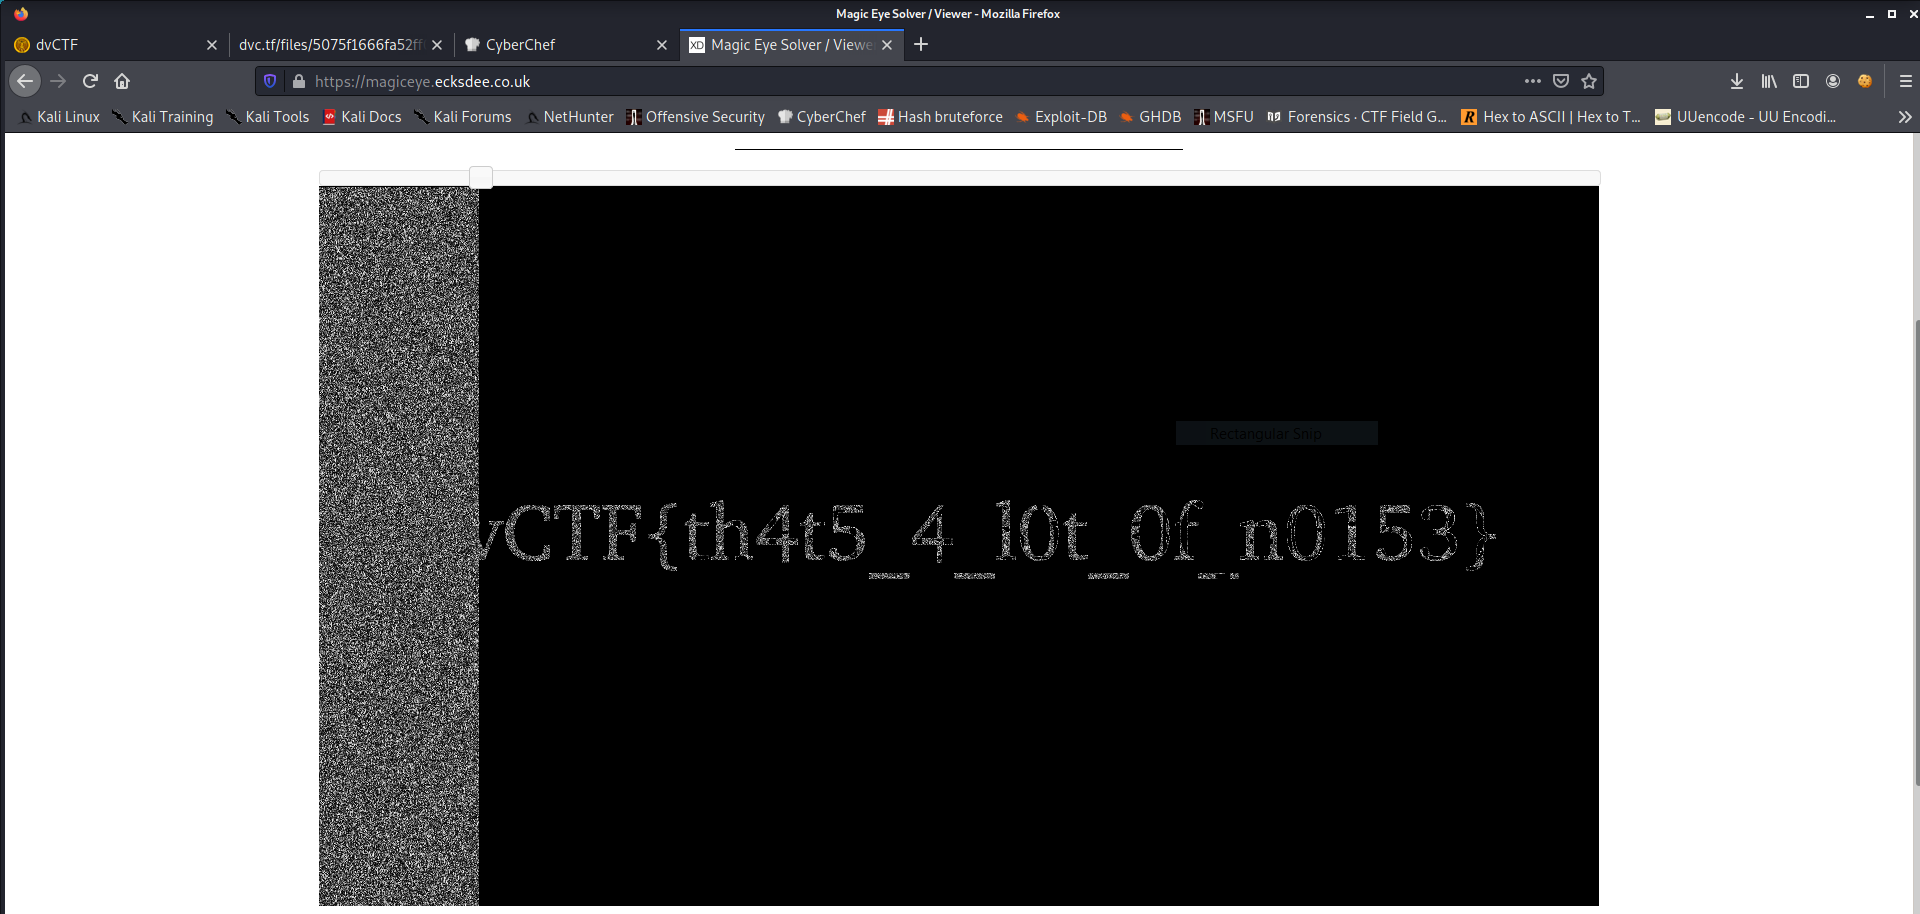 Magic Eye Solver / Viewer - Mozilla Firefox
dvCTF
dvc.tf/files/5075f1666fa52ff
CyberChef
XD Magic Eye Solver / Viewe
https://magiceye.ecksdee.co.uk
Kali Linux Kali Training Kali Tools Kali Docs Kali Forums NetHunter Offensive Security CyberChef Hash bruteforce Exploit-DB GHDB MSFU Forensics · CTF Field G... Hex to ASCII | Hex to T... UUencode - UU Encodi...
Rectangular Snip
vCTF{th4t5_4_l0t_0f_n0153}